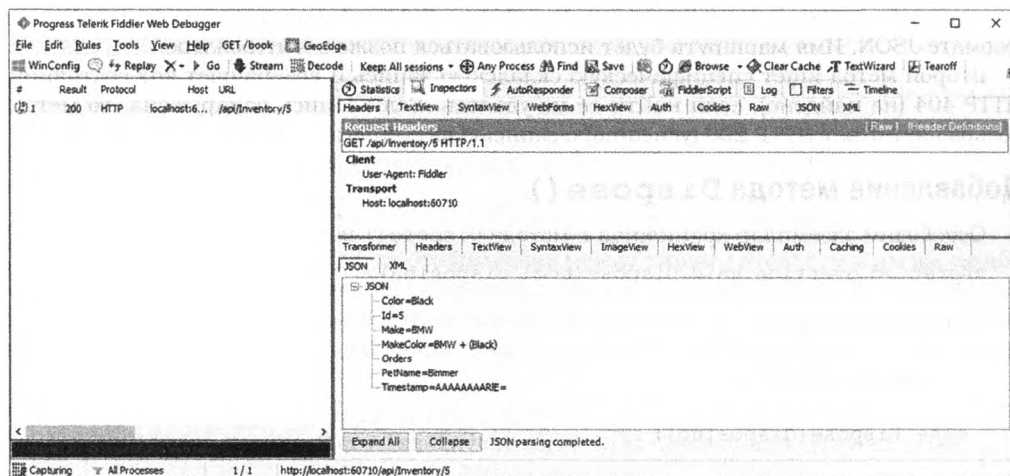 Progress Telerik Fiddler Web Debugger
File Edit Rules Tools View Help GET /book GeoEdge
WinConfig Replay X Go Stream Decode Keep: All sessions Any Process Find Save Browse Clear Cache TextWizard Tearoff
# Result Protocol Host URL
1 200 HTTP localhost:6... /api/Inventory/5
Statistics Inspectors AutoResponder Composer FiddlerScript Log Filters Timeline
Headers TextView SyntaxView WebForms HexView Auth Cookies Raw JSON XML
Request Headers [Raw] [Header Definitions]
GET /api/Inventory/5 HTTP/1.1
Client
User-Agent: Fiddler
Transport
Host: localhost:60710
Transformer Headers TextView SyntaxView ImageView HexView WebView Auth Caching Cookies Raw
JSON XML
JSON
Color=Black
Id=5
Make=BMW
MakeColor=BMW + (Black)
Orders
PetName=Bimmer
Timestamp=AAAAAAAARIE=
Expand All Collapse JSON parsing completed.
Capturing All Processes 1 / 1 http://localhost:60710/api/Inventory/5